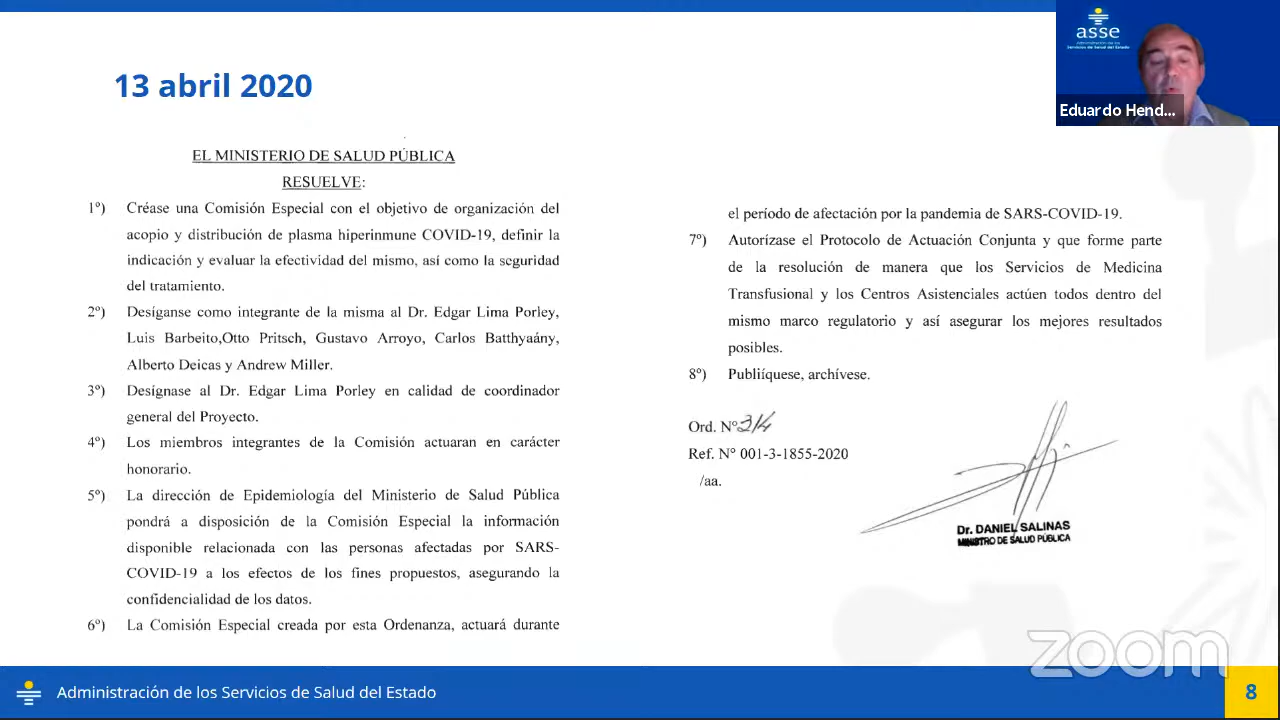 13 abril 2020
asse
Administración de los
Servicios de Salud del Estado
Eduardo Hend...
EL MINISTERIO DE SALUD PÚBLICA
RESUELVE:
1º) Créase una Comisión Especial con el objetivo de organización del
acopio y distribución de plasma hiperinmune COVID-19, definir la
indicación y evaluar la efectividad del mismo, así como la seguridad
del tratamiento.
2º) Desíganse como integrante de la misma al Dr. Edgar Lima Porley,
Luis Barbeito,Otto Pritsch, Gustavo Arroyo, Carlos Batthyaány,
Alberto Deicas y Andrew Miller.
3º) Desígnase al Dr. Edgar Lima Porley en calidad de coordinador
general del Proyecto.
4º) Los miembros integrantes de la Comisión actuaran en carácter
honorario.
5º) La dirección de Epidemiología del Ministerio de Salud Pública
pondrá a disposición de la Comisión Especial la información
disponible relacionada con las personas afectadas por SARS-
COVID-19 a los efectos de los fines propuestos, asegurando la
confidencialidad de los datos.
6º) La Comisión Especial creada por esta Ordenanza, actuará durante
el período de afectación por la pandemia de SARS-COVID-19.
7º) Autorízase el Protocolo de Actuación Conjunta y que forme parte
de la resolución de manera que los Servicios de Medicina
Transfusional y los Centros Asistenciales actúen todos dentro del
mismo marco regulatorio y así asegurar los mejores resultados
posibles.
8º) Publiíquese, archívese.
Ord. Nº 314
Ref. Nº 001-3-1855-2020
/aa.
Dr. DANIEL SALINAS
MINISTRO DE SALUD PÚBLICA
zoom
Administración de los Servicios de Salud del Estado
8